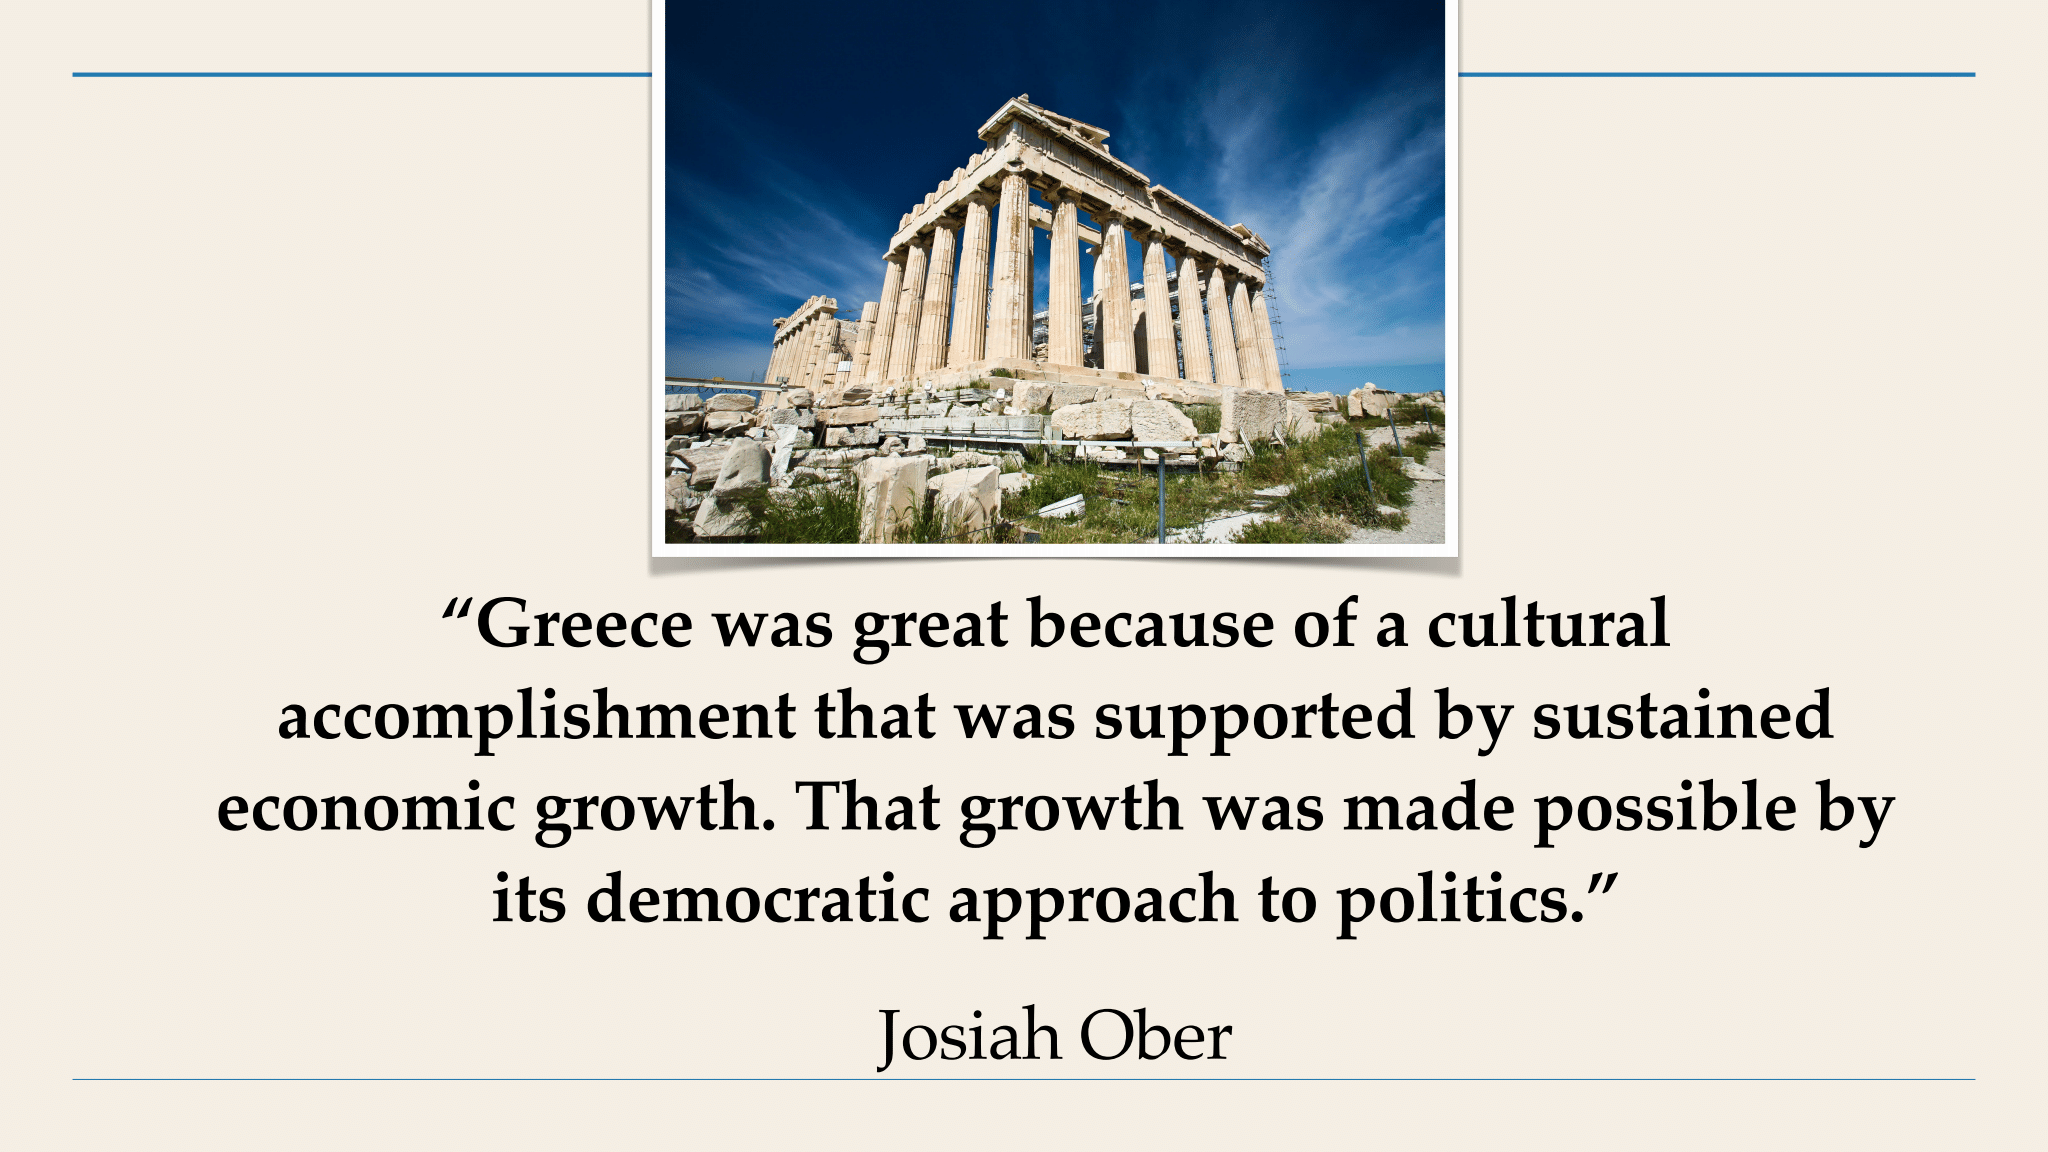 “Greece was great because of a cultural
accomplishment that was supported by sustained
economic growth. That growth was made possible by
its democratic approach to politics.”
Josiah Ober